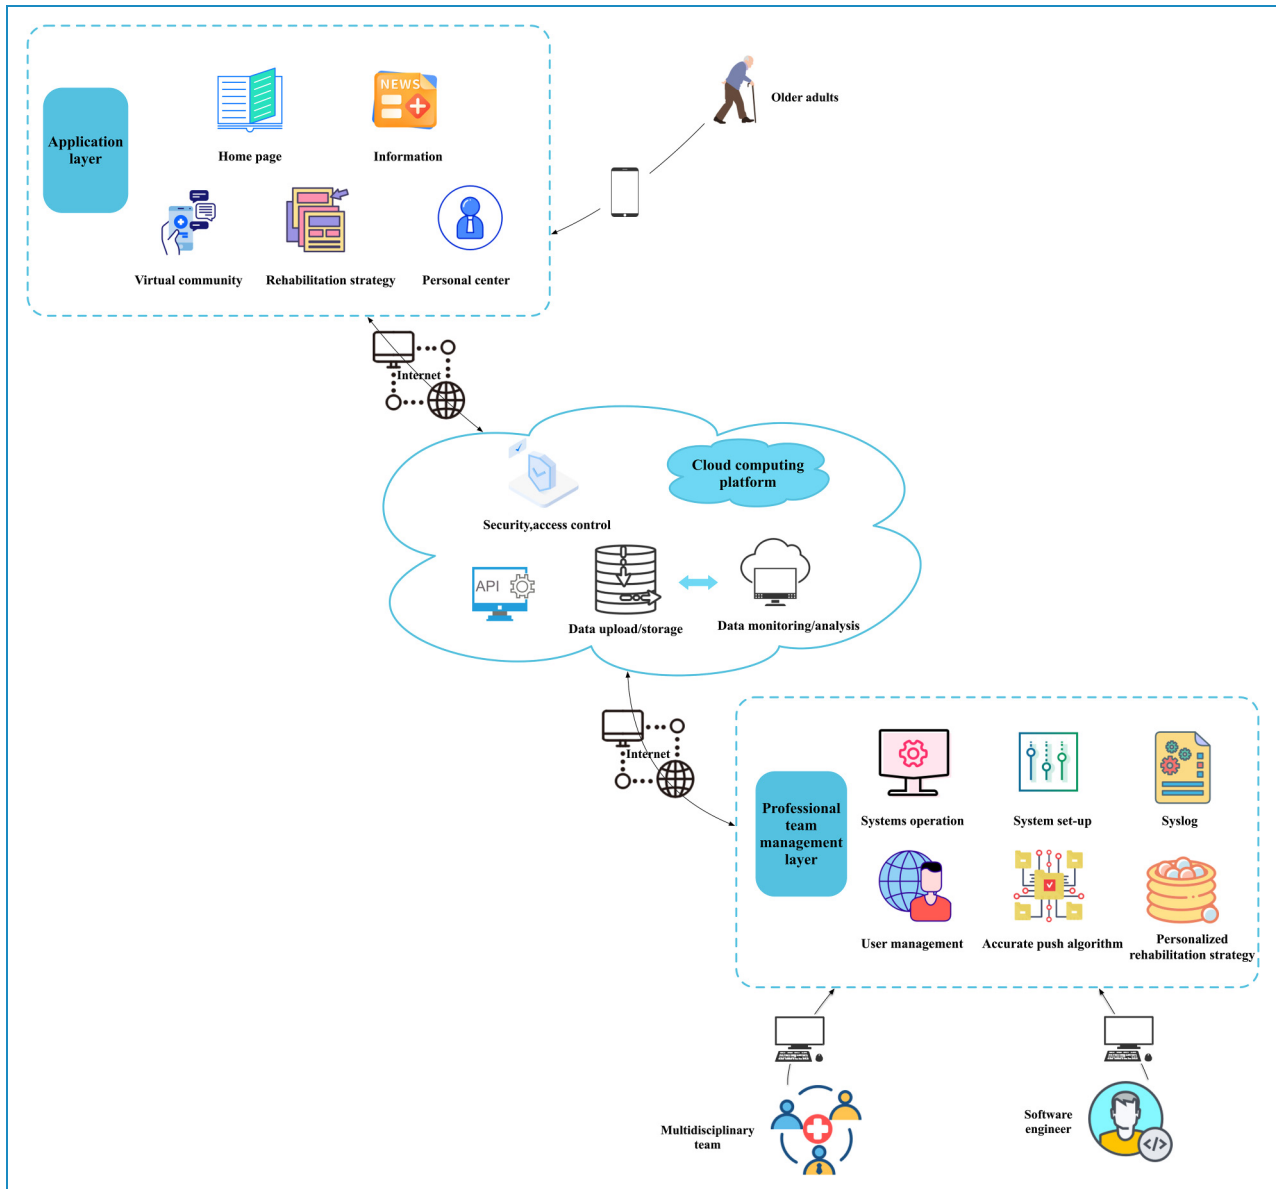 Application
layer
Home page
NEWS
Information
Virtual community
Rehabilitation strategy
Personal center
Older adults
Internet
Cloud computing
platform
Security,access control
API
Data upload/storage
Data monitoring/analysis
Internet
Professional
team
management
layer
Systems operation
System set-up
Syslog
User management
Accurate push algorithm
Personalized
rehabilitation strategy
Multidisciplinary
team
Software
engineer
</>